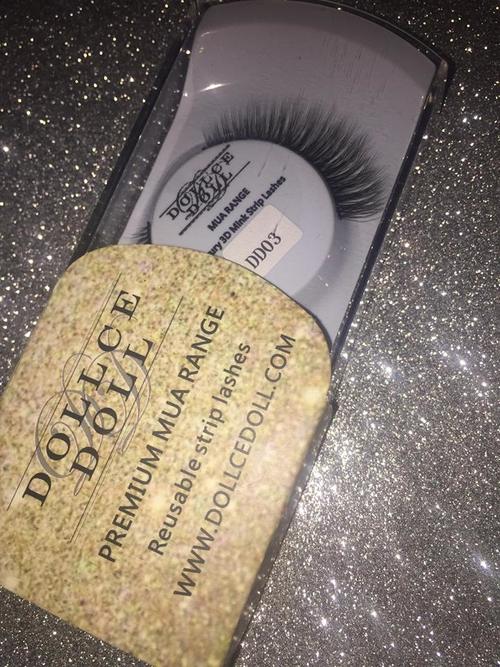 DOLLCE
DOLL
MUA RANGE
3D Mink Strip Lashes
DD03
DOLLCE
DOLL
PREMIUM MUA RANGE
Reusable strip lashes
WWW.DOLLCEDOLL.COM